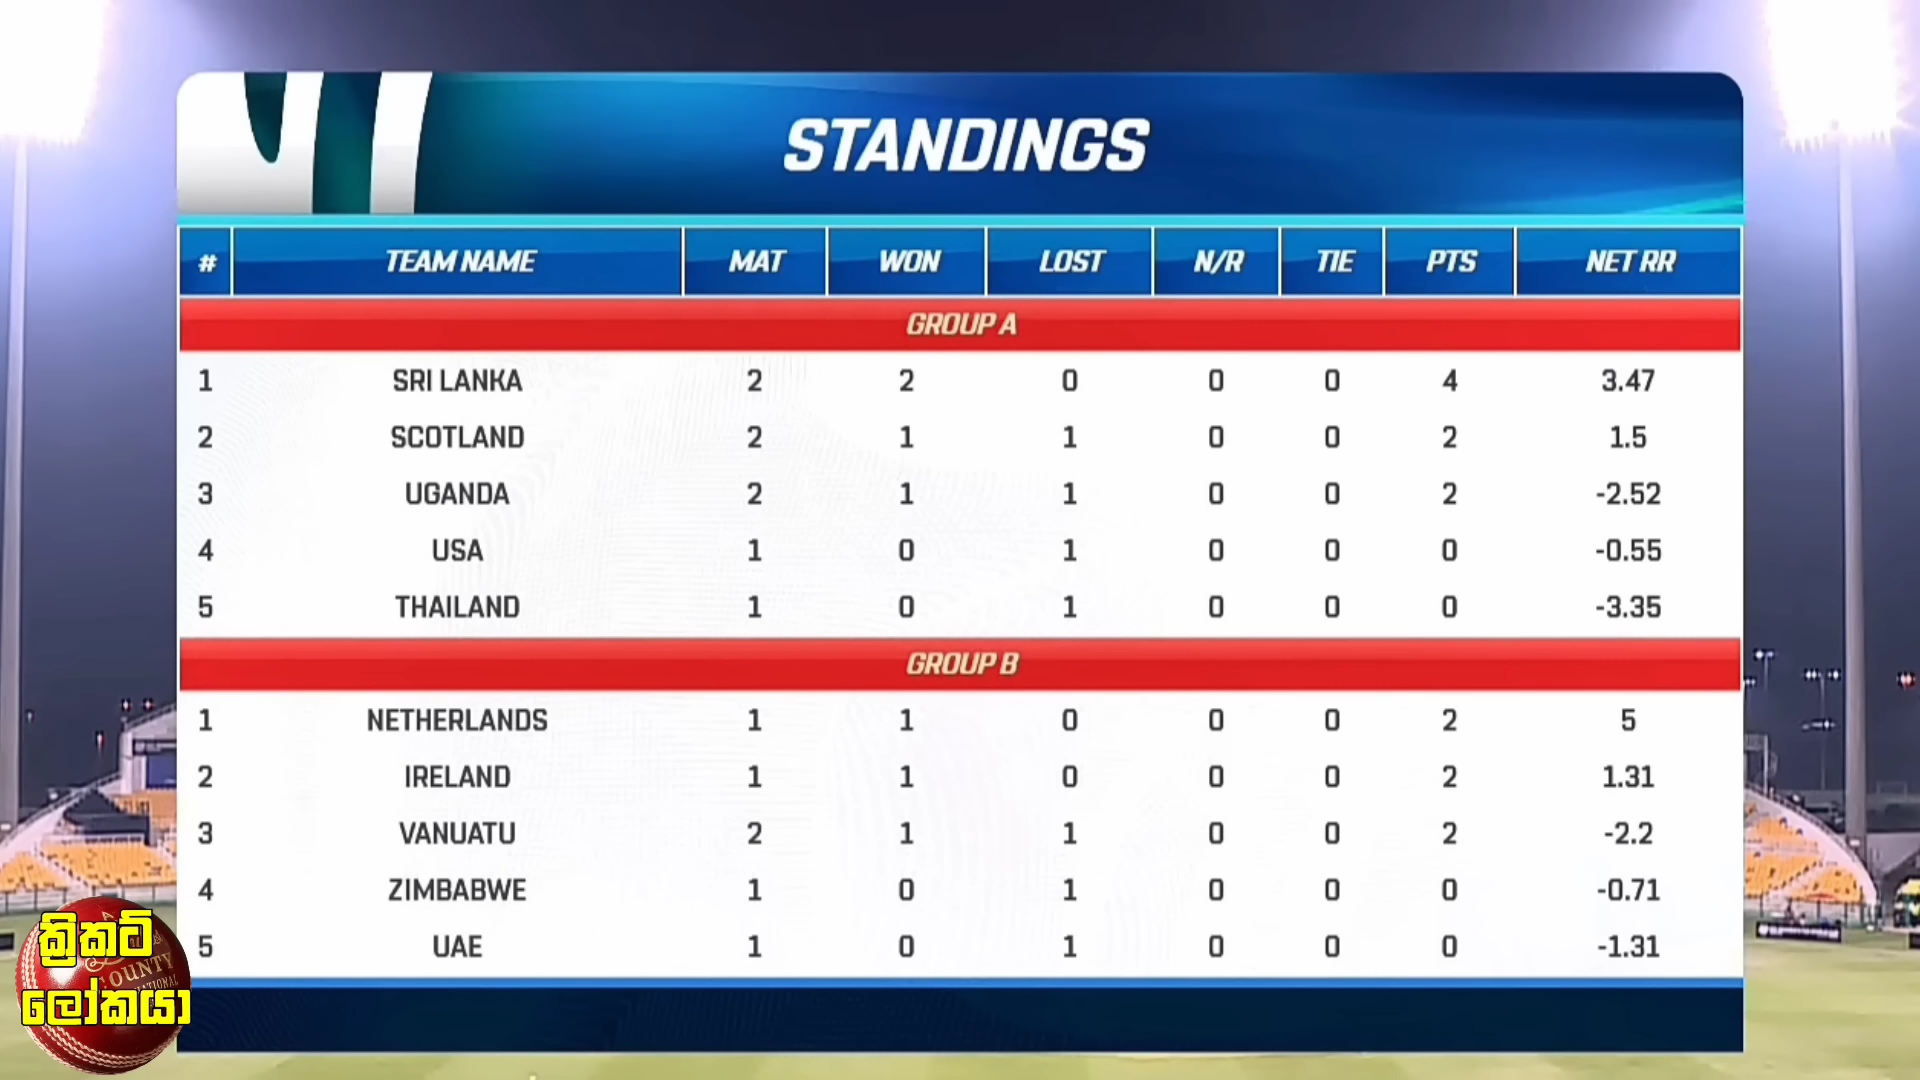 STANDINGS
# TEAM NAME MAT WON LOST N/R TIE PTS NET RR
GROUP A
1 SRI LANKA 2 2 0 0 0 4 3.47
2 SCOTLAND 2 1 1 0 0 2 1.5
3 UGANDA 2 1 1 0 0 2 -2.52
4 USA 1 0 1 0 0 0 -0.55
5 THAILAND 1 0 1 0 0 0 -3.35
GROUP B
1 NETHERLANDS 1 1 0 0 0 2 5
2 IRELAND 1 1 0 0 0 2 1.31
3 VANUATU 2 1 1 0 0 2 -2.2
4 ZIMBABWE 1 0 1 0 0 0 -0.71
5 UAE 1 0 1 0 0 0 -1.31
ක්‍රිකට්
COUNTY
ලෝකයා